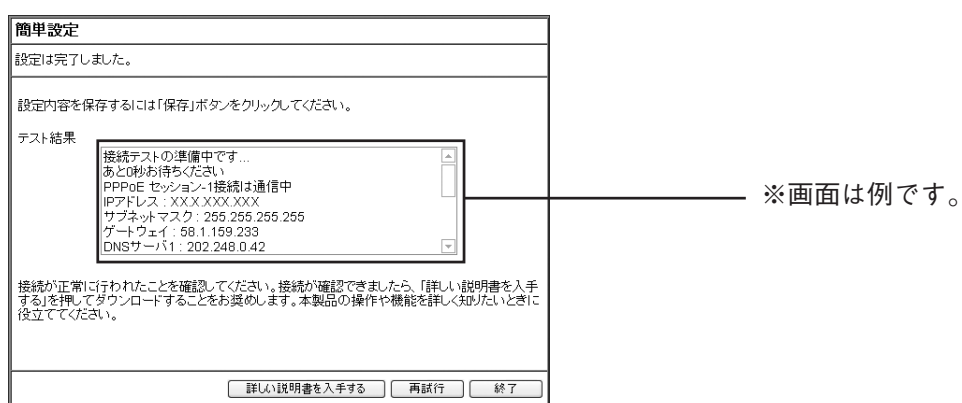 簡単設定
設定は完了しました。
設定内容を保存するには「保存」ボタンをクリックしてください。
テスト結果
接続テストの準備中です...
あと0秒お待ちください
PPPoE セッション-1接続は通信中
IPアドレス : XX.X.XXX.XXX
サブネットマスク : 255.255.255.255
ゲートウェイ : 58.1.159.233
DNSサーバ1 : 202.248.0.42
※画面は例です。
接続が正常に行われたことを確認してください。接続が確認できましたら、「詳しい説明書を入手
する」を押してダウンロードすることをお奨めします。本製品の操作や機能を詳しく知りたいときに
役立ててください。
詳しい説明書を入手する 再試行 終了